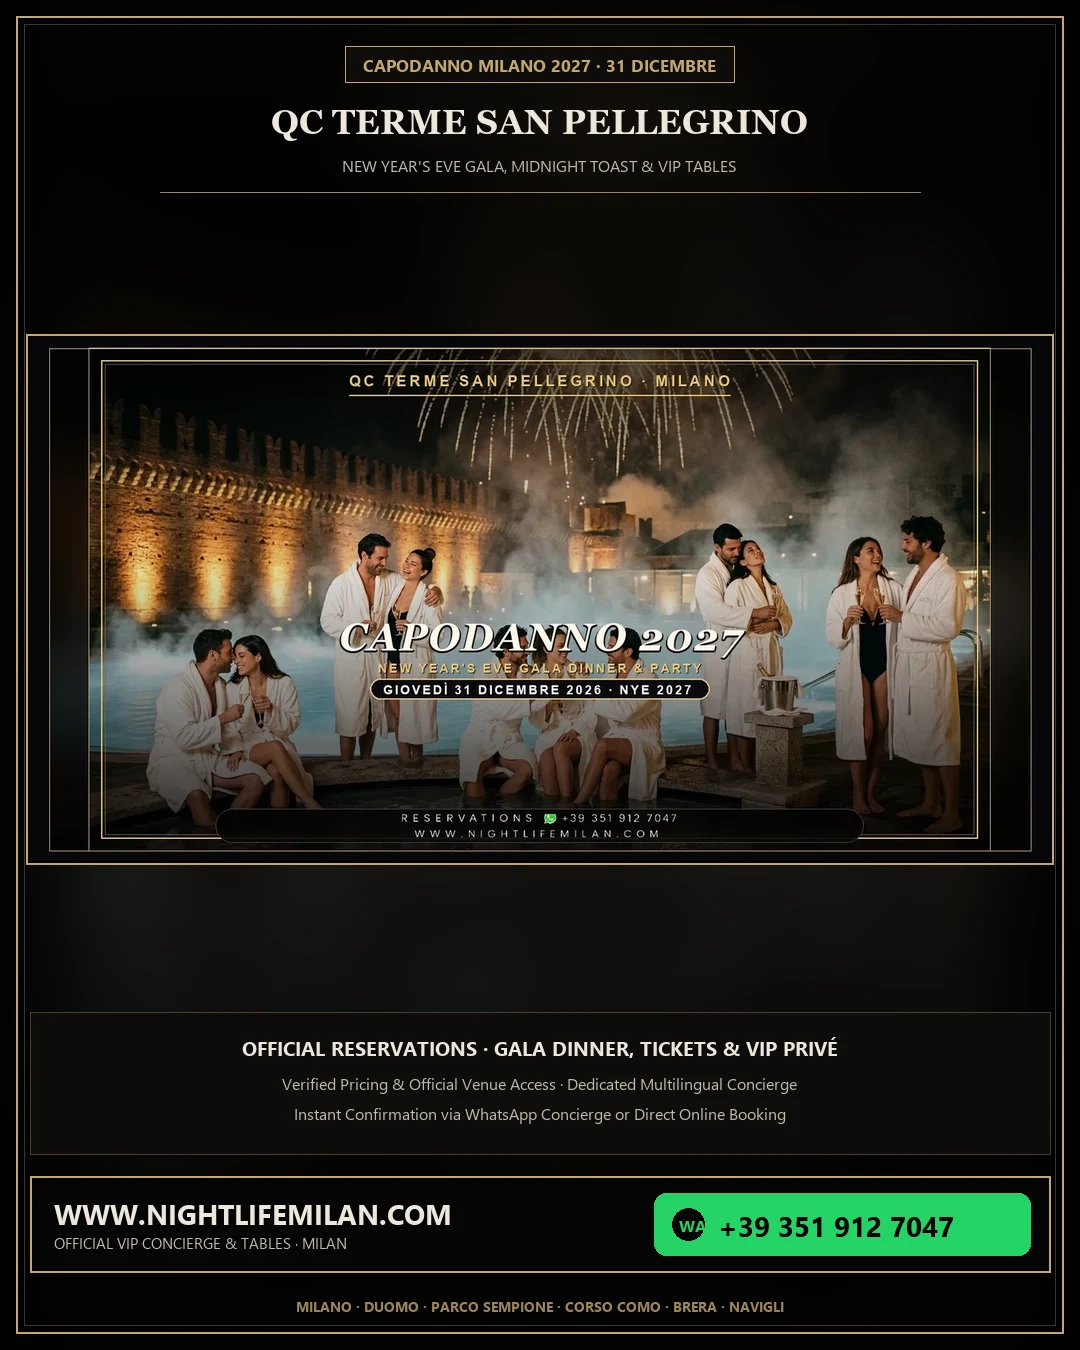 CAPODANNO MILANO 2027 · 31 DICEMBRE
QC TERME SAN PELLEGRINO
NEW YEAR'S EVE GALA, MIDNIGHT TOAST & VIP TABLES
QC TERME SAN PELLEGRINO · MILANO
CAPODANNO 2027
NEW YEAR'S EVE GALA DINNER & PARTY
GIOVEDÌ 31 DICEMBRE 2026 · NYE 2027
RESERVATIONS +39 351 912 7047
WWW.NIGHTLIFEMILAN.COM
OFFICIAL RESERVATIONS · GALA DINNER, TICKETS & VIP PRIVÉ
Verified Pricing & Official Venue Access · Dedicated Multilingual Concierge
Instant Confirmation via WhatsApp Concierge or Direct Online Booking
WWW.NIGHTLIFEMILAN.COM
OFFICIAL VIP CONCIERGE & TABLES · MILAN
WA +39 351 912 7047
MILANO · DUOMO · PARCO SEMPIONE · CORSO COMO · BRERA · NAVIGLI